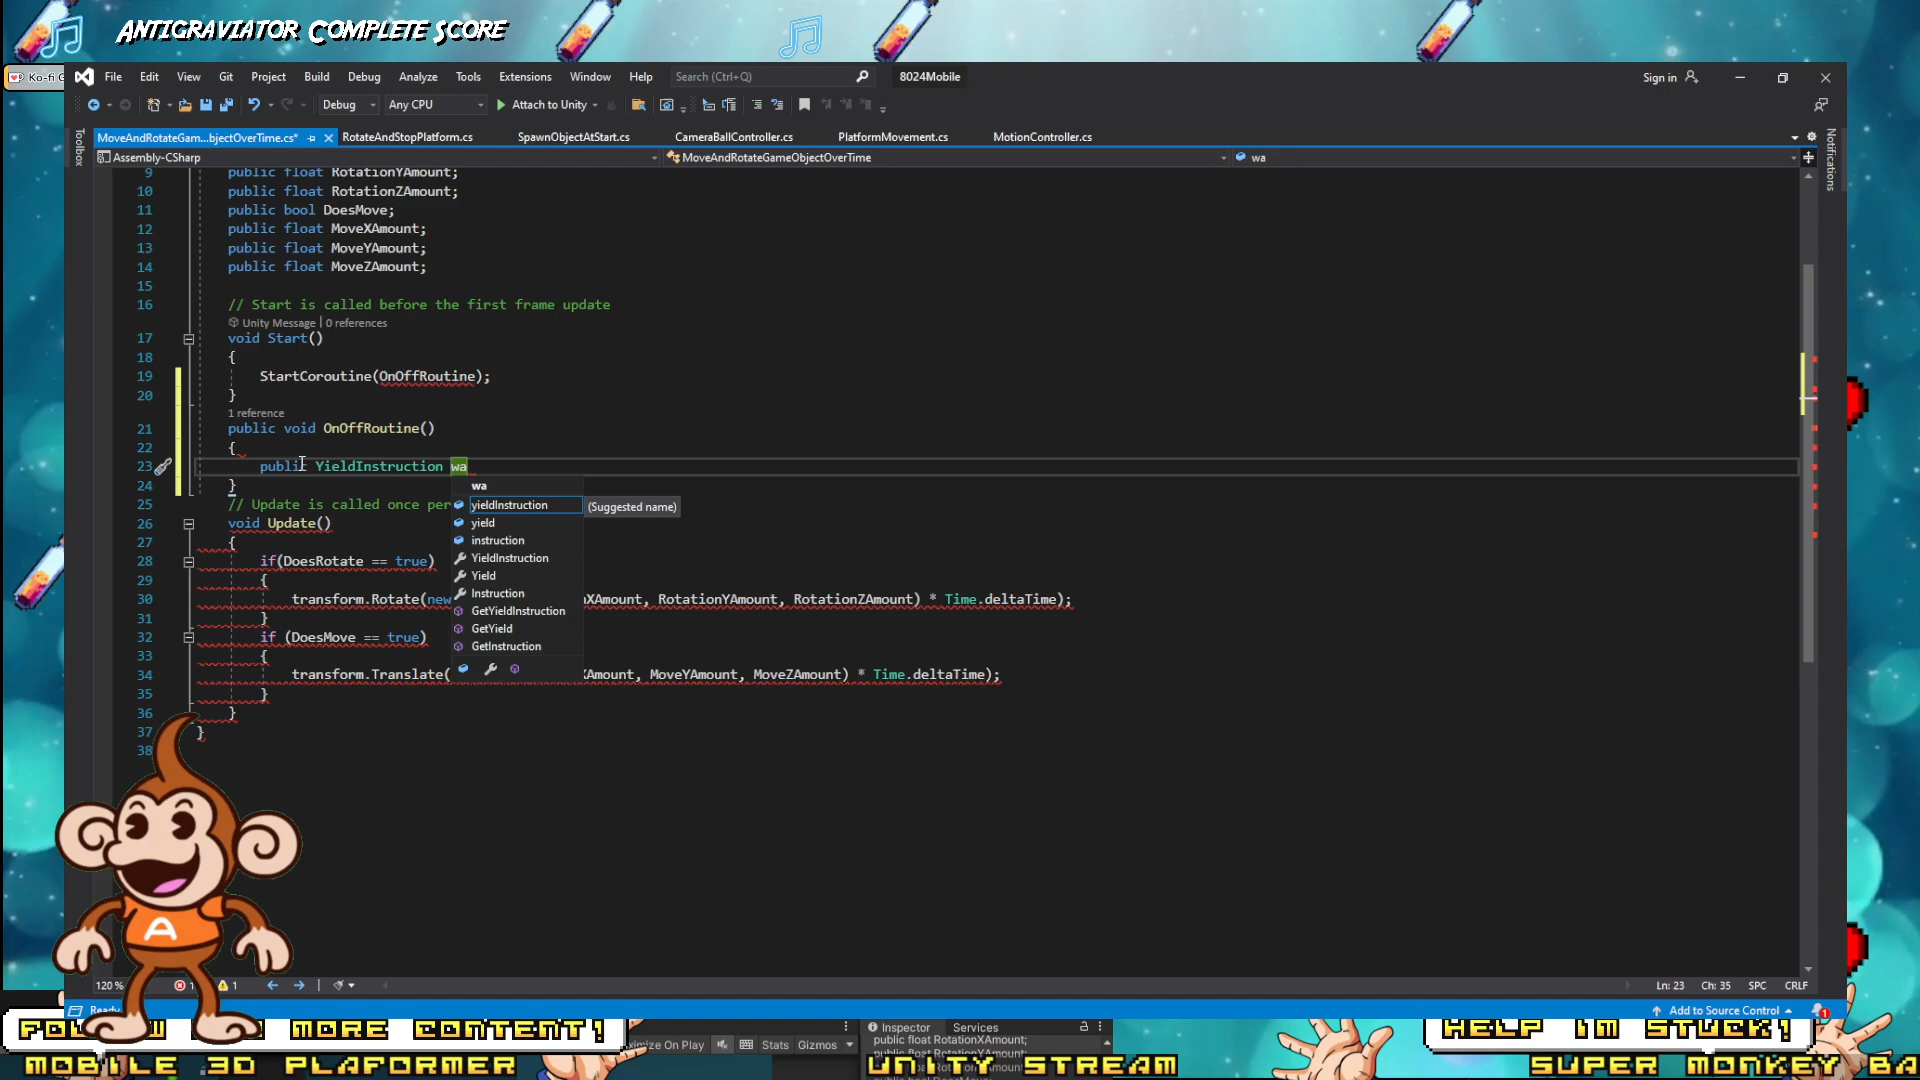 Antigraviator Complete Score
Ko-fi G
File Edit View Git Project Build Debug Analyze Tools Extensions Window Help Search (Ctrl+Q) 8024Mobile Sign in
Debug Any CPU Attach to Unity
Toolbox
MoveAndRotateGam...bjectOverTime.cs* RotateAndStopPlatform.cs SpawnObjectAtStart.cs CameraBallController.cs PlatformMovement.cs MotionController.cs
Notifications
Assembly-CSharp MoveAndRotateGameObjectOverTime wa
9 public float RotationYAmount;
10 public float RotationZAmount;
11 public bool DoesMove;
12 public float MoveXAmount;
13 public float MoveYAmount;
14 public float MoveZAmount;
15
16 // Start is called before the first frame update
Unity Message | 0 references
17 void Start()
18 {
19 StartCoroutine(OnOffRoutine);
20 }
1 reference
21 public void OnOffRoutine()
22 {
23 public YieldInstruction wa
24 }
wa
25 // Update is called once per
yieldInstruction (Suggested name)
26 void Update()
yield
27 {
instruction
28 if(DoesRotate == true)
YieldInstruction
29 {
Yield
30 transform.Rotate(new XAmount, RotationYAmount, RotationZAmount) * Time.deltaTime);
Instruction
31 }
GetYieldInstruction
32 if (DoesMove == true)
GetYield
33 {
GetInstruction
34 transform.Translate( XAmount, MoveYAmount, MoveZAmount) * Time.deltaTime);
35 }
36 }
37 }
38
A
120 % 1 1 Ln: 23 Ch: 35 SPC CRLF
Ready Add to Source Control 1
MORE CONTENT! Inspector Services HELP IM STUCK!
public float RotationXAmount;
imize On Play Stats Gizmos
public float RotationYAmount;
MOBILE 3D PLAFORMER UNITY STREAM SUPER MONKEY BA